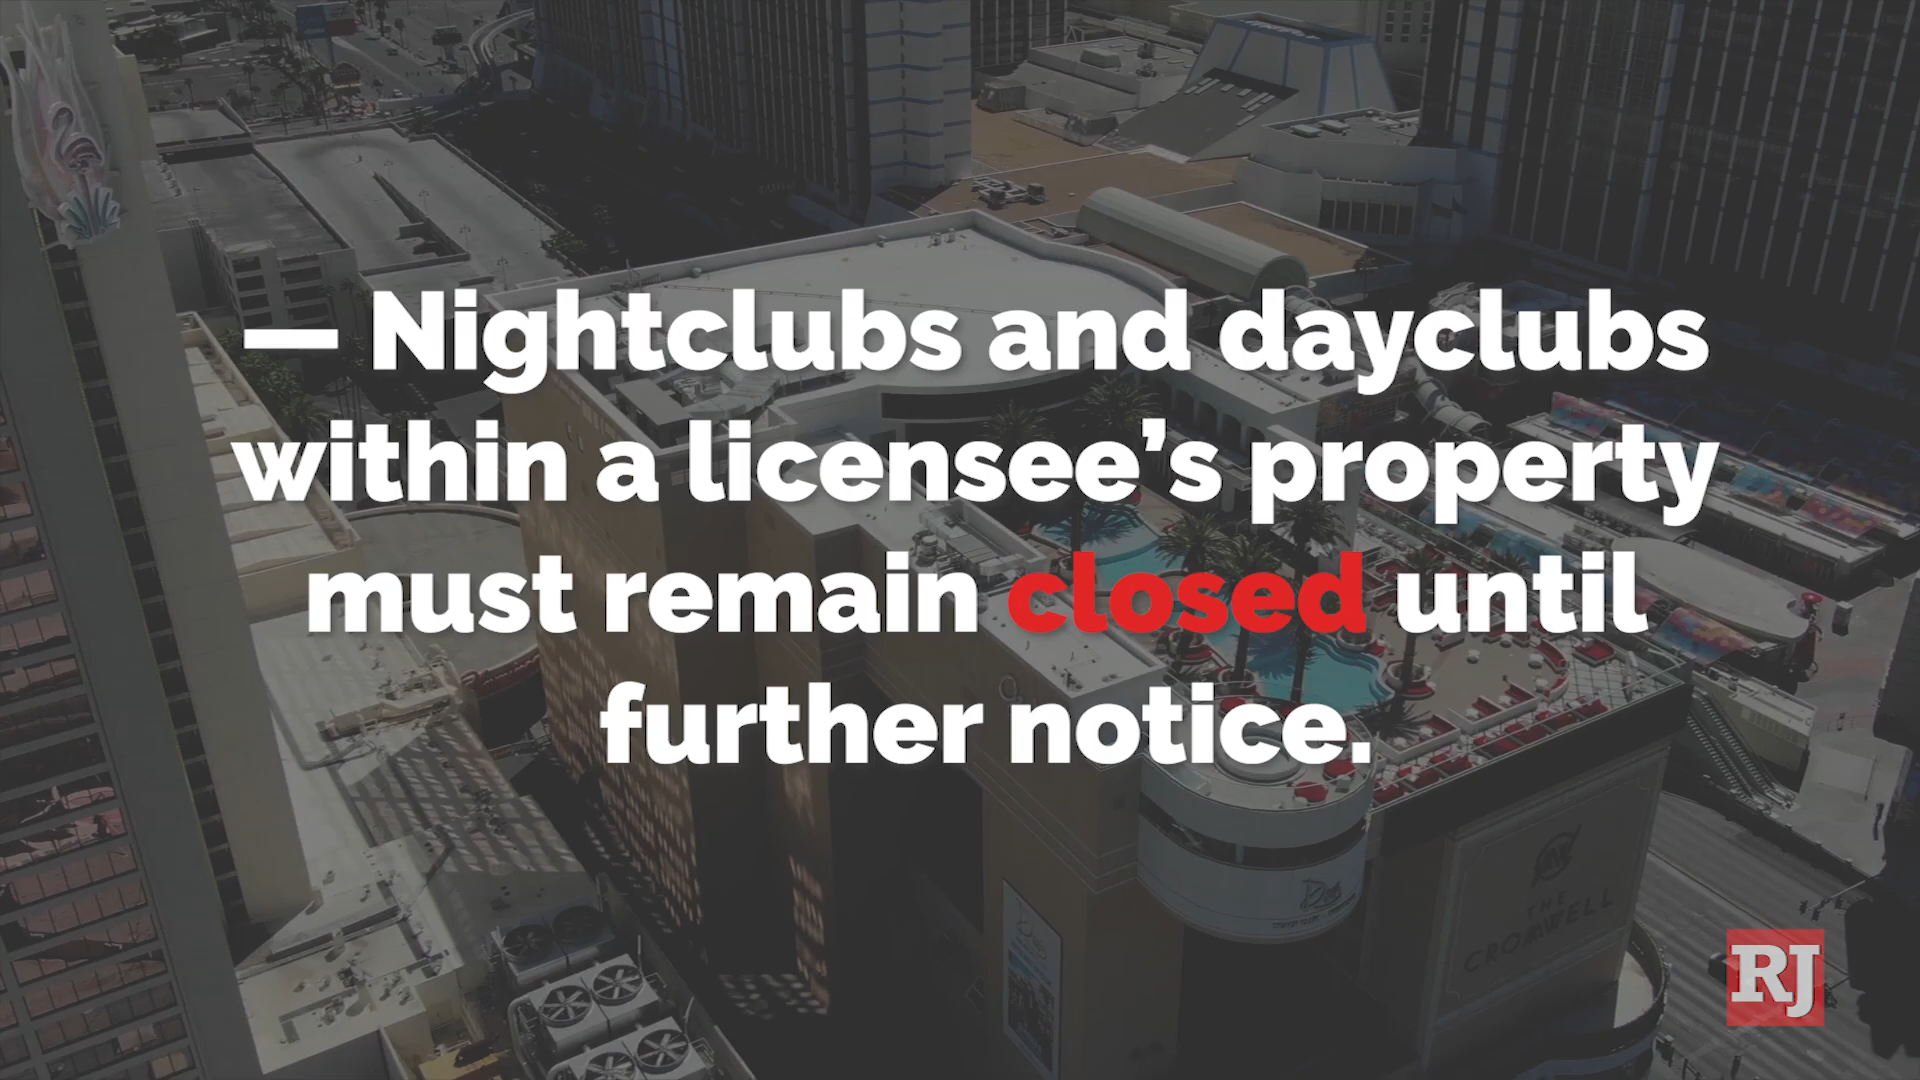 — Nightclubs and dayclubs
within a licensee’s property
must remain closed until
further notice.
THE
CROMWELL
RJ